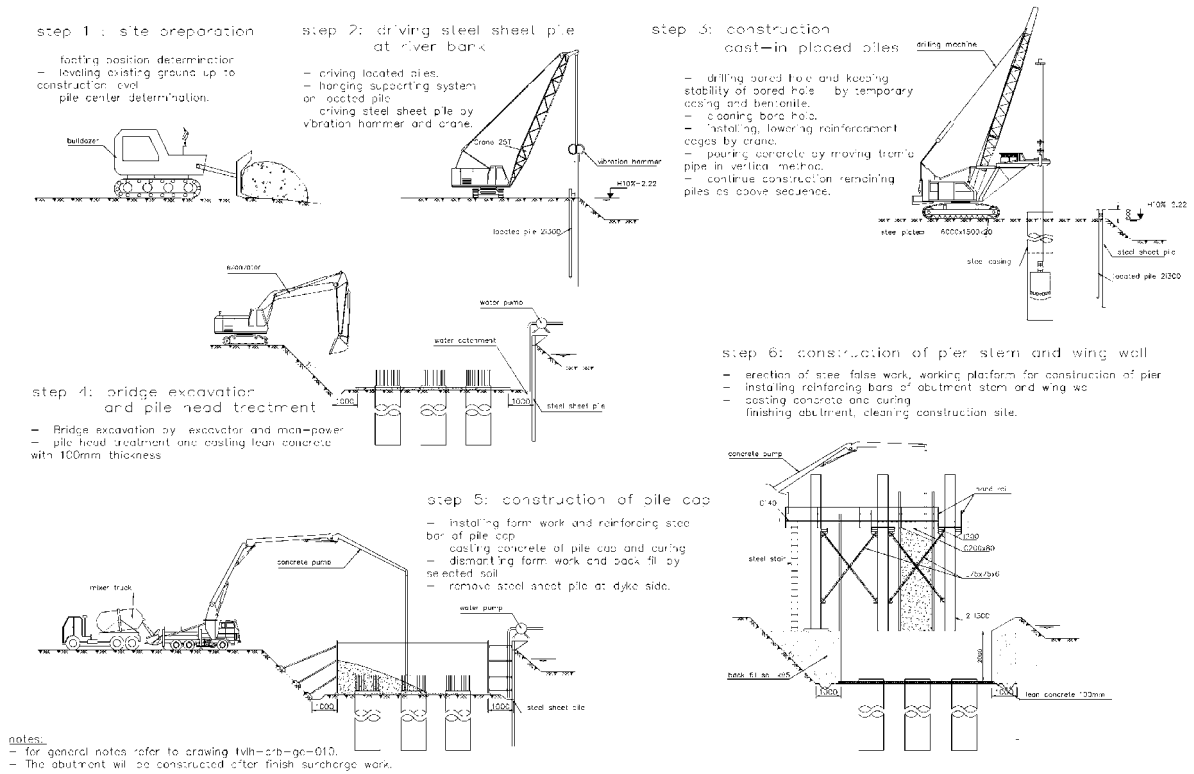 step 1 : site preparation
footing position determination
- leveling existing ground up to
construction level
pile center determination.
bulldozer
step 2: driving steel sheet pile
at river bank
- driving located piles.
- hanging supporting system
on located pile
driving steel sheet pile by
vibration hammer and crane.
Crane 25T
vibration hammer
H10%-2.22
located pile 2I300
step 3: construction
cast-in placed piles
- drilling bored hole and keeping
stability of bored hole by temporary
casing and bentonite.
- cleaning bore hole.
- installing, lowering reinforcement
cages by crane.
- pouring concrete by moving tremie
pipe in vertical method.
- continue construction remaining
piles as above sequence.
drilling machine
H10% 2.22
steel plates 6000x1500x20
steel casing
steel sheet pile
located pile 2I300
step 4: bridge excavation
and pile head treatment
- Bridge excavation by excavator and man-power
- pile head treatment and casting lean concrete
with 100mm thickness
excavator
water pump
water catchment
steel sheet pile
1000
1000
step 5: construction of pile cap
- installing form work and reinforcing steel
bar of pile cap
casting concrete of pile cap and curing
- dismantling form work and back fill by
selected soil
- remove steel sheet pile at dyke side.
mixer truck
concrete pump
water pump
steel sheet pile
1000
1000
step 6: construction of pier stem and wing wall
- erection of steel false work, working platform for construction of pier
- installing reinforcing bars of abutment stem and wing wa
- casting concrete and curing
finishing abutment, cleaning construction site.
concrete pump
hand rail
steel stair
I300
C200x80
L75x75x6
2 I300
2000
1000
1000
lean concrete 100mm
notes:
- for general notes refer to drawing tvlh-crb-ge-010.
- The abutment will be constructed after finish surcharge work.